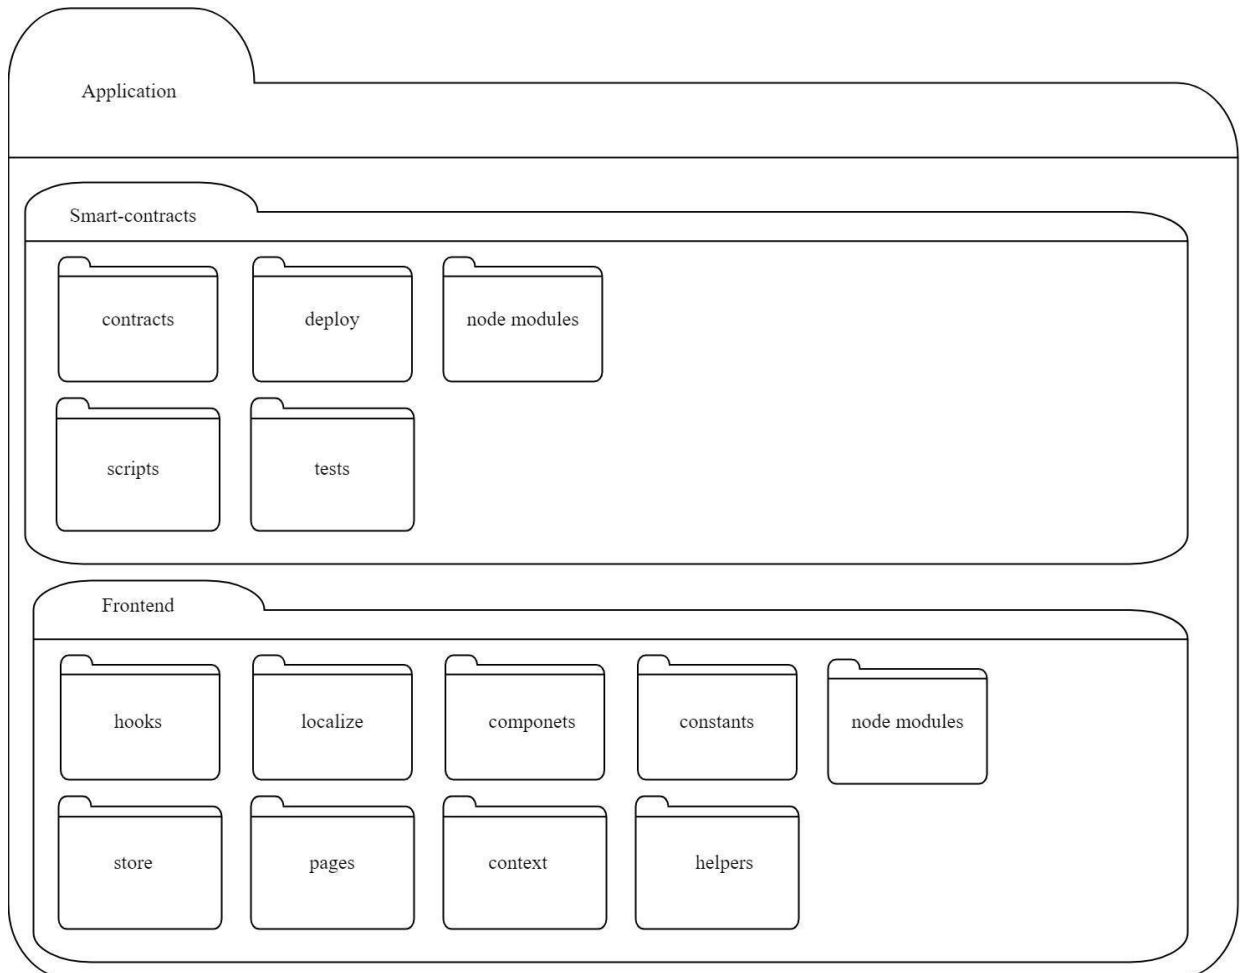 Application
Smart-contracts
contracts
deploy
node modules
scripts
tests
Frontend
hooks
localize
componets
constants
node modules
store
pages
context
helpers